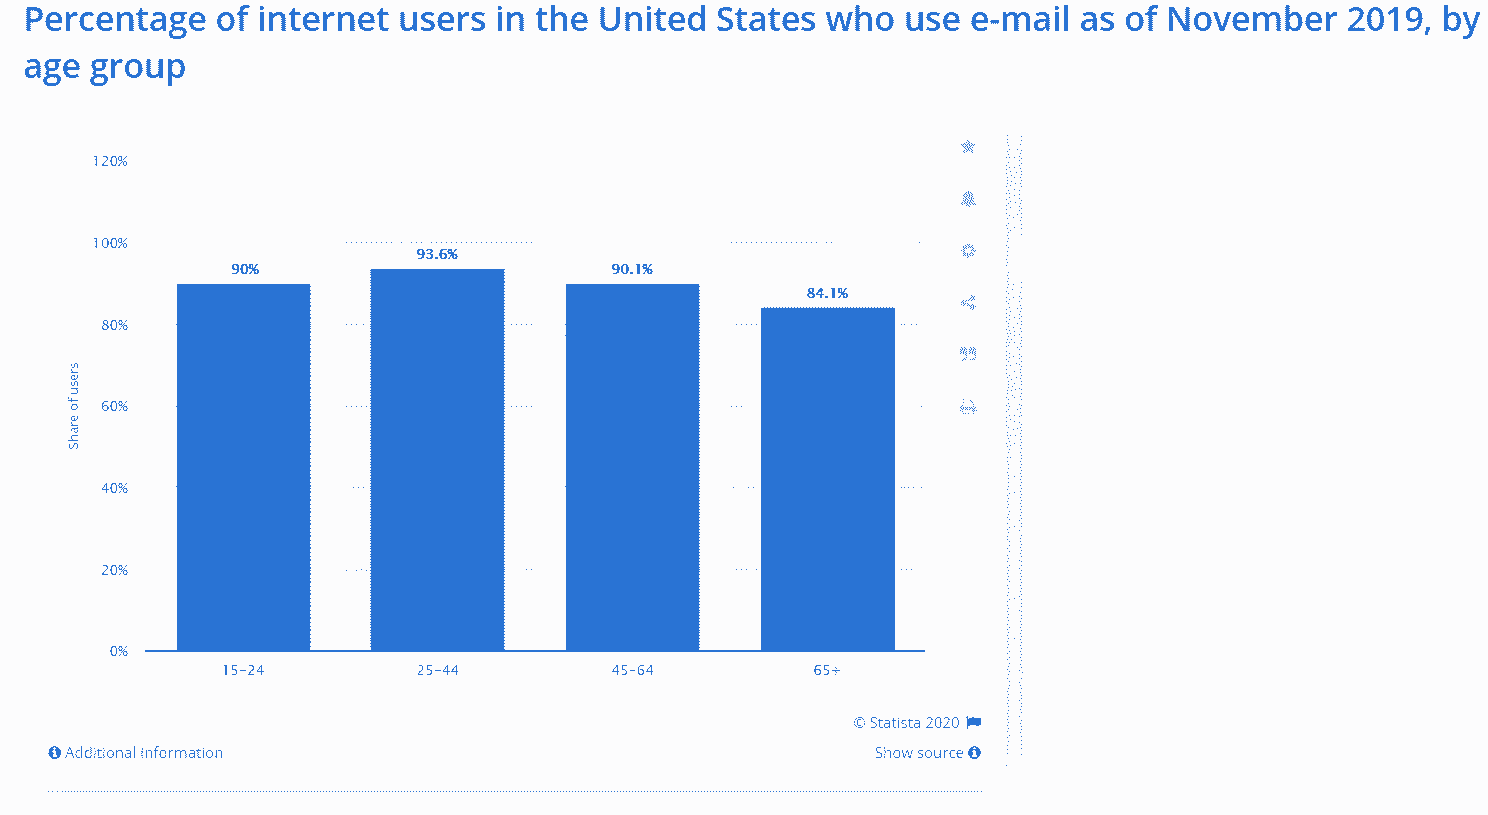 Percentage of internet users in the United States who use e-mail as of November 2019, by
age group
120%
100%
80%
60%
40%
20%
0%
Share of users
90%
93.6%
90.1%
84.1%
15-24
25-44
45-64
65+
© Statista 2020
Additional Information
Show source